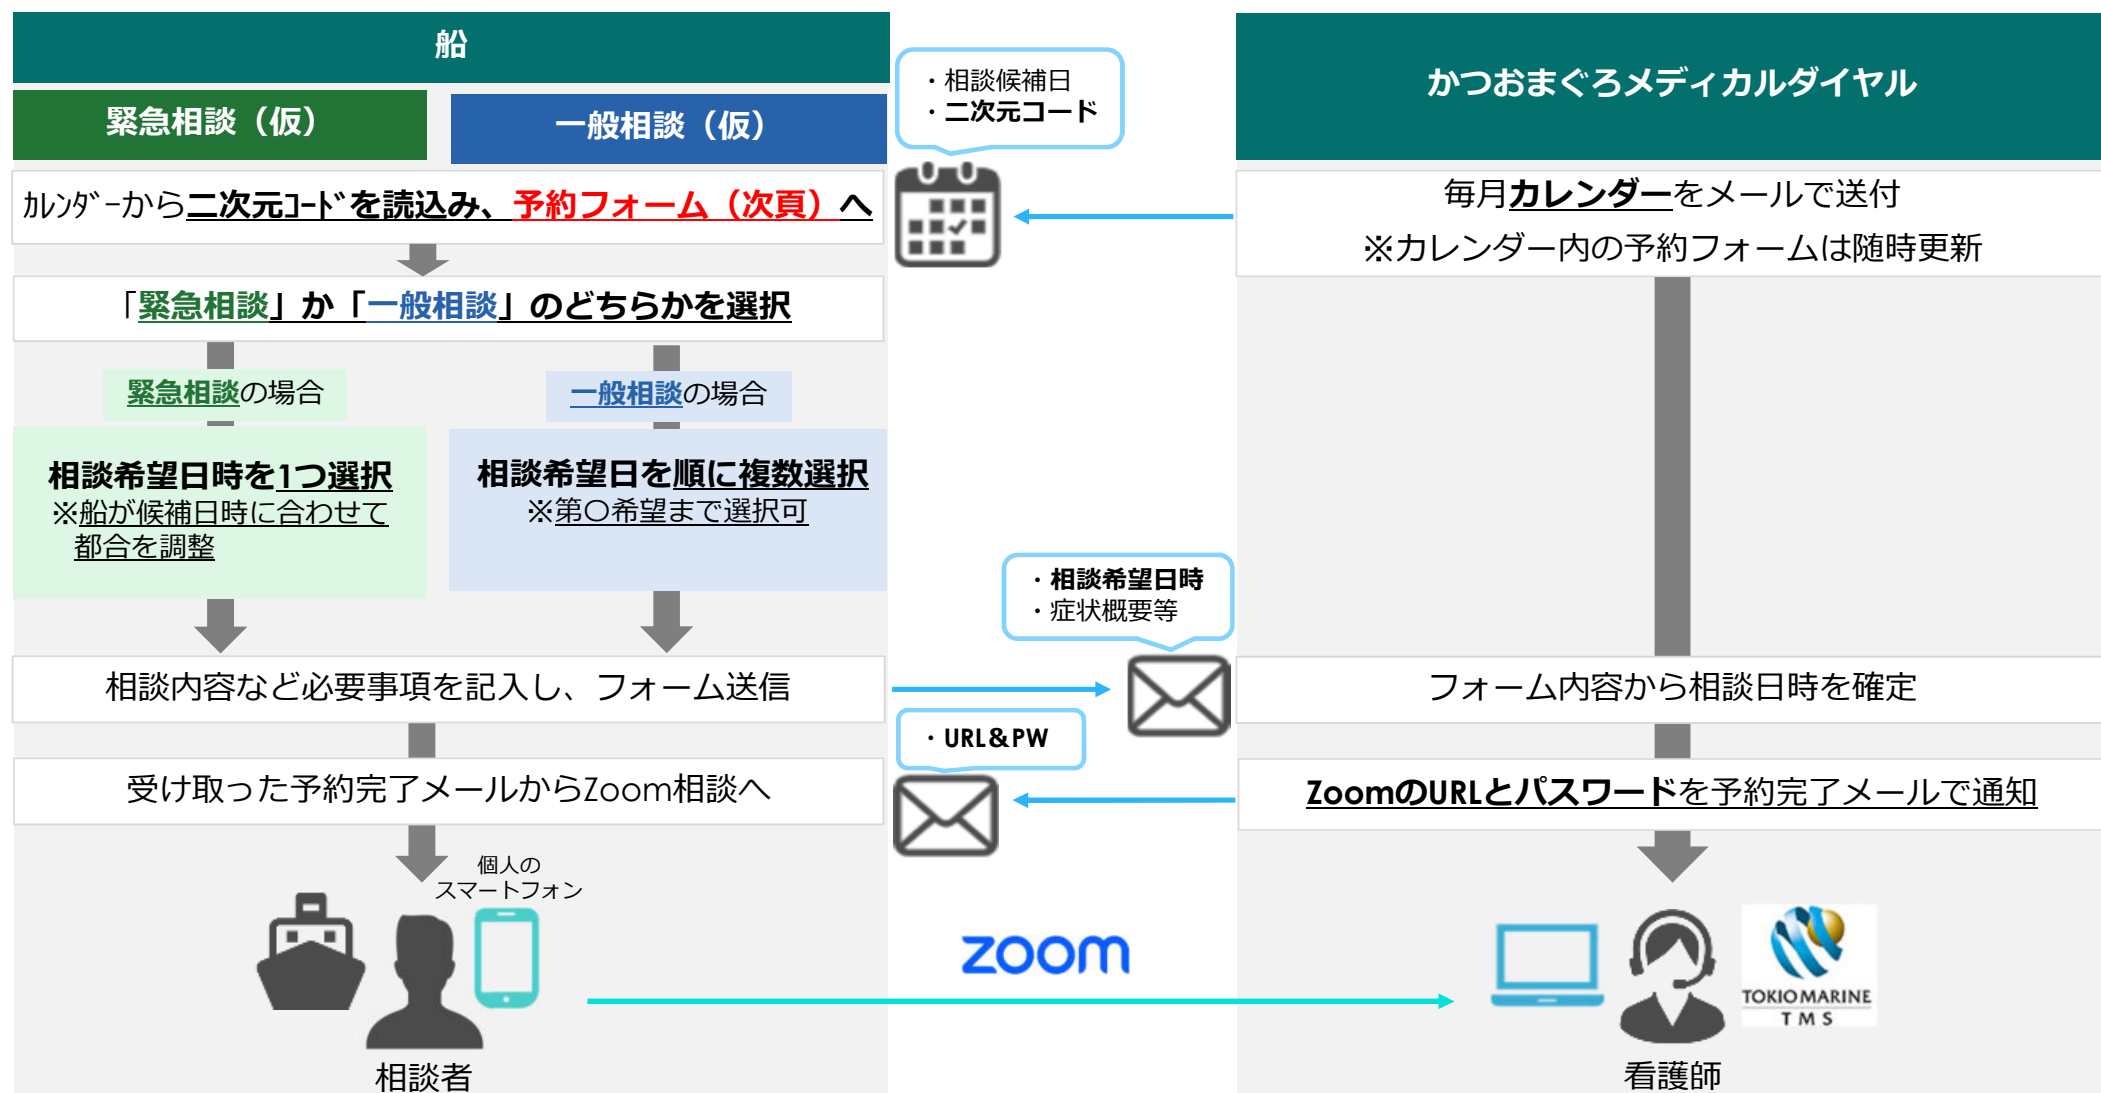 船
緊急相談（仮）
一般相談（仮）
・相談候補日
・二次元コード
かつおまぐろメディカルダイヤル
ｶﾚﾝﾀﾞｰから二次元ｺｰﾄﾞを読込み、予約フォーム（次頁）へ
毎月カレンダーをメールで送付
※カレンダー内の予約フォームは随時更新
「緊急相談」か「一般相談」のどちらかを選択
緊急相談の場合
一般相談の場合
相談希望日時を1つ選択
※船が候補日時に合わせて
都合を調整
相談希望日を順に複数選択
※第〇希望まで選択可
・相談希望日時
・症状概要等
相談内容など必要事項を記入し、フォーム送信
フォーム内容から相談日時を確定
・URL&PW
受け取った予約完了メールからZoom相談へ
ZoomのURLとパスワードを予約完了メールで通知
個人の
スマートフォン
zoom
TOKIO MARINE
TMS
相談者
看護師